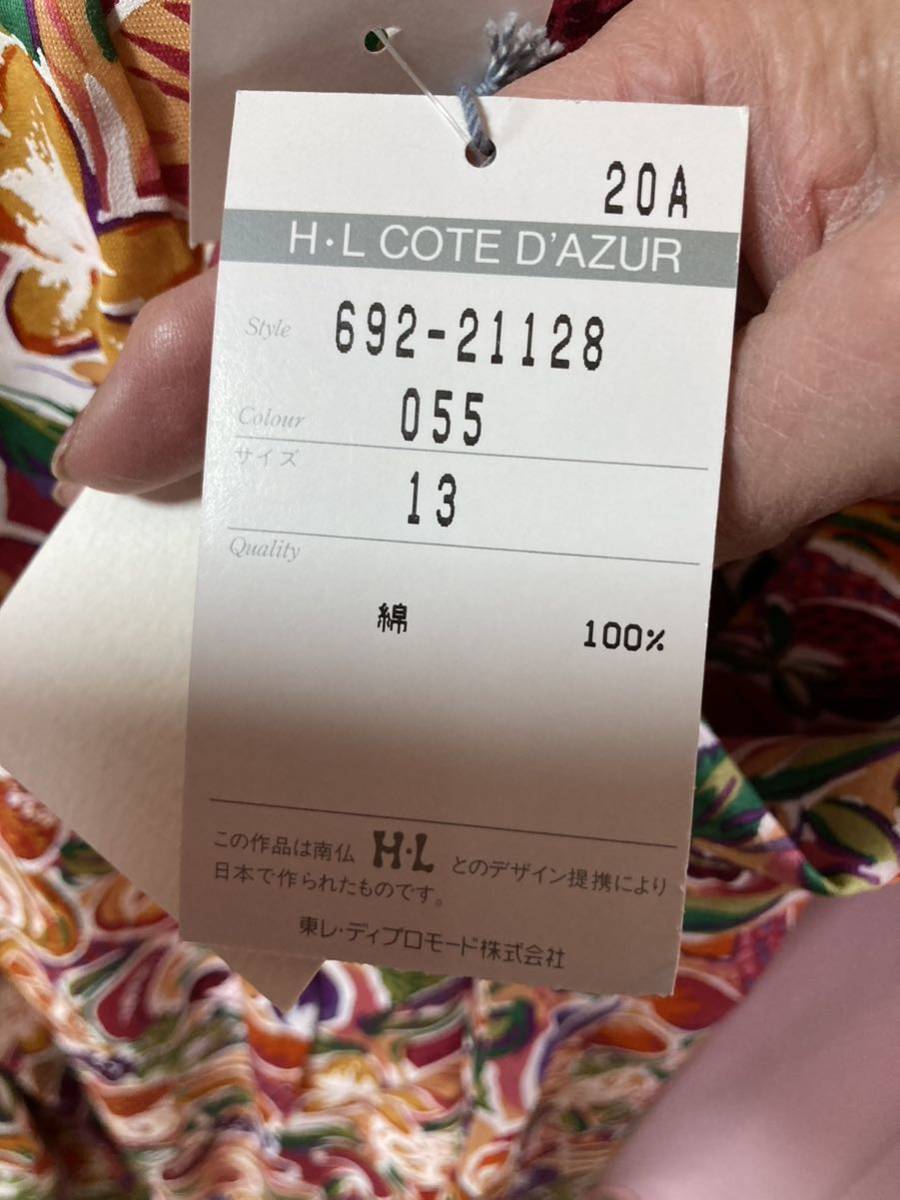 20A
H·L COTE D'AZUR
Style 692-21128
Colour 055
サイズ 13
Quality
綿 100%
この作品は南仏 H·L とのデザイン提携により
日本で作られたものです。
東レ・ディプロモード株式会社